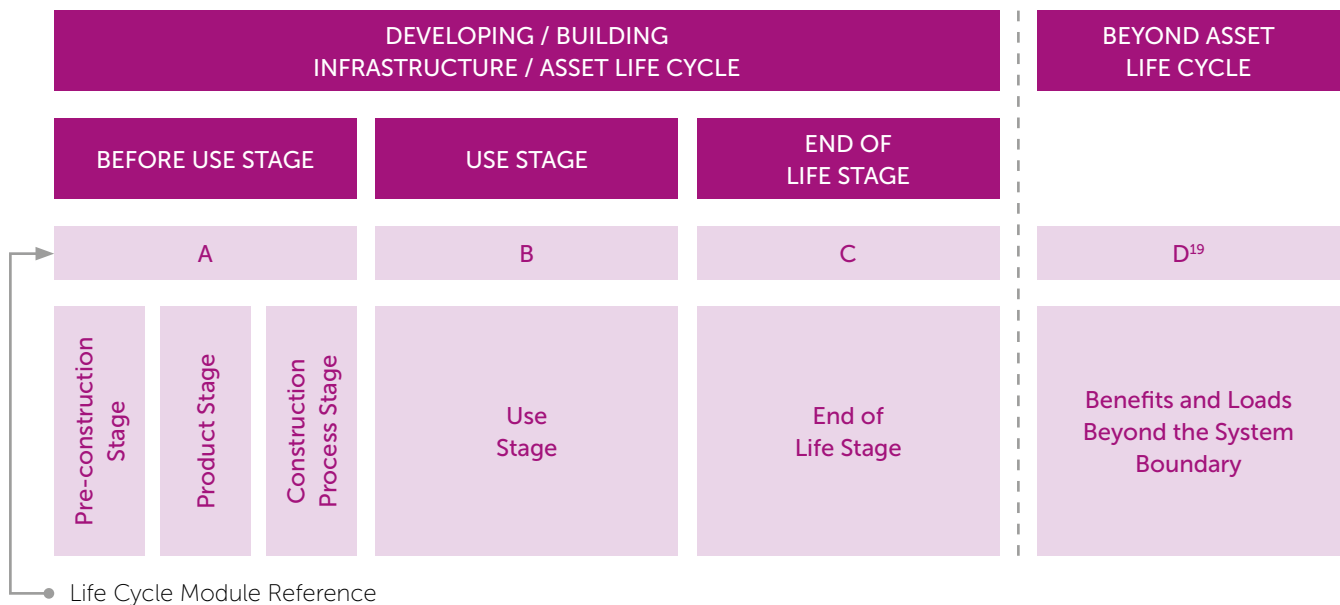 DEVELOPING / BUILDING
INFRASTRUCTURE / ASSET LIFE CYCLE
BEYOND ASSET
LIFE CYCLE
BEFORE USE STAGE
USE STAGE
END OF
LIFE STAGE
A
B
C
D¹⁹
Pre-construction
Stage
Product Stage
Construction
Process Stage
Use
Stage
End of
Life Stage
Benefits and Loads
Beyond the System
Boundary
Life Cycle Module Reference